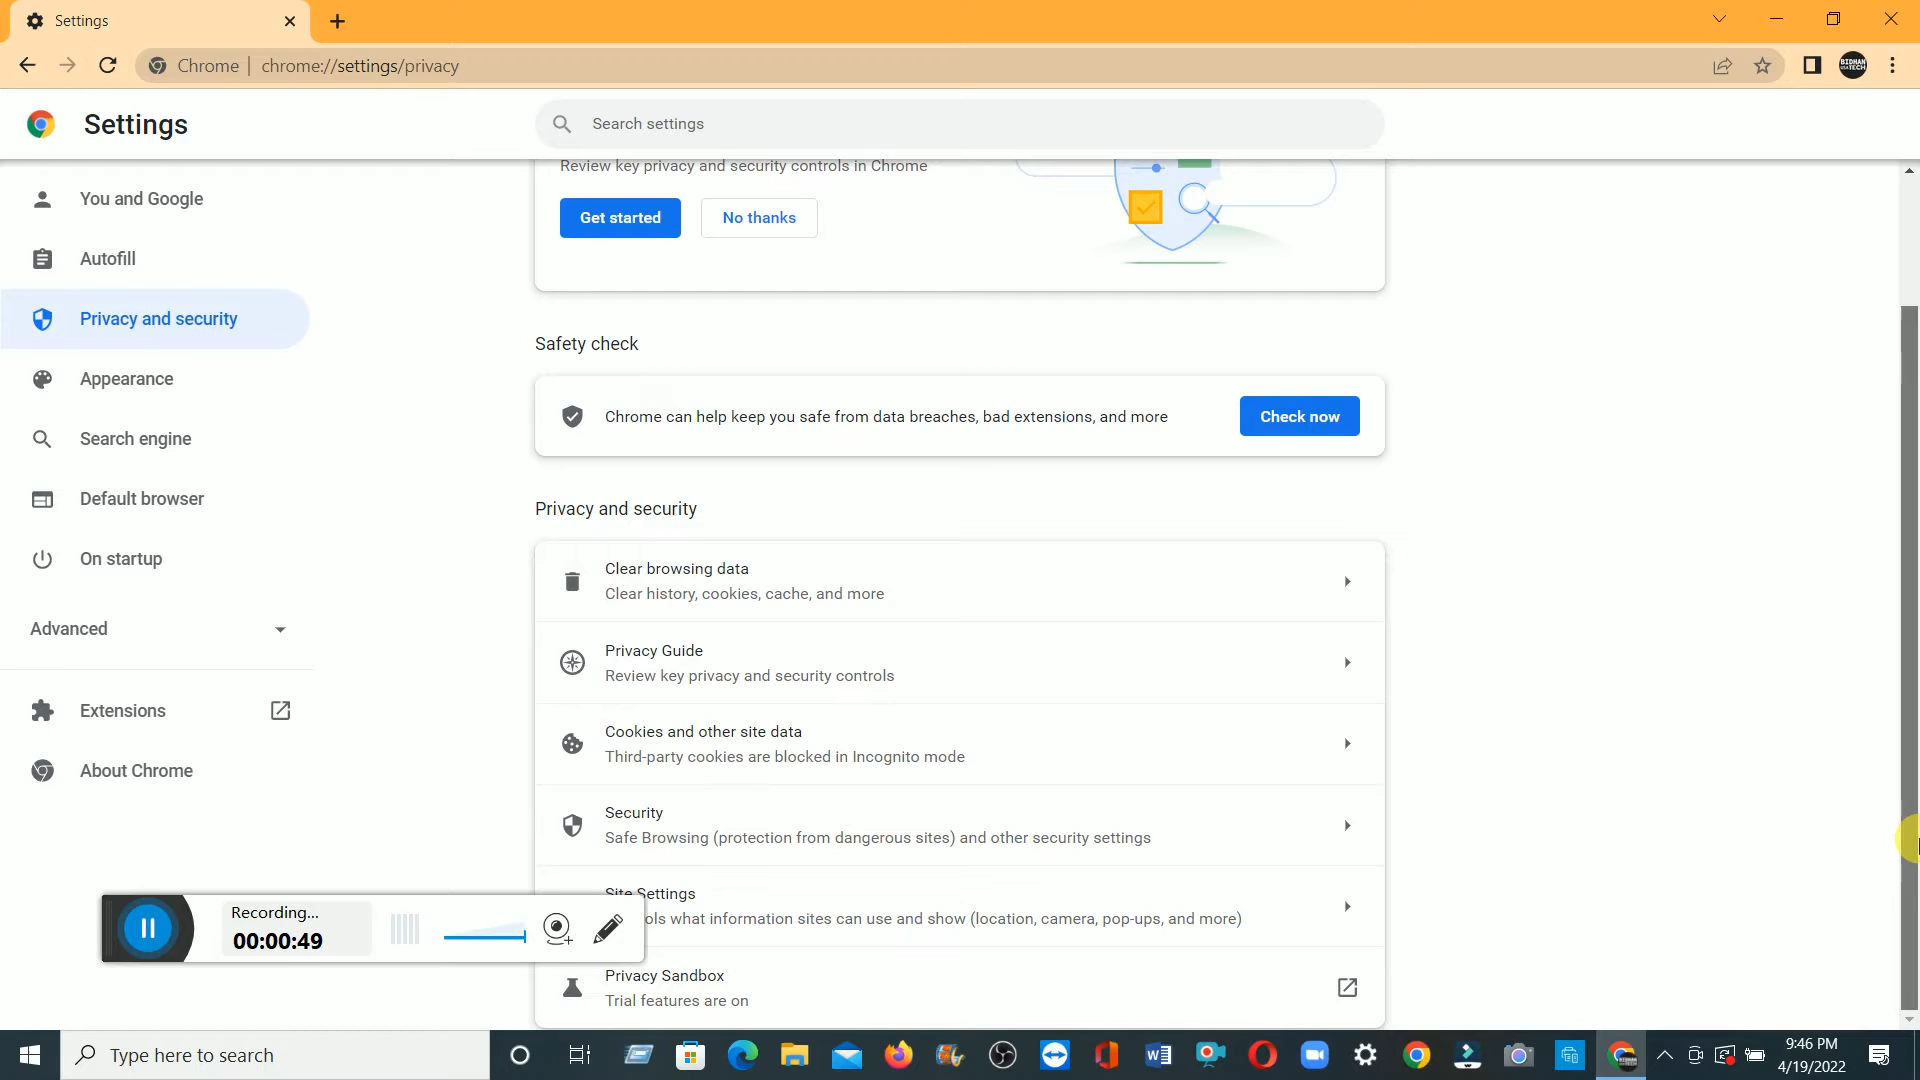 Settings
Chrome | chrome://settings/privacy
BIDHAN
TECH
Settings
Search settings
You and Google
Autofill
Privacy and security
Appearance
Search engine
Default browser
On startup
Advanced
Extensions
About Chrome
Review key privacy and security controls in Chrome
Get started
No thanks
Safety check
Chrome can help keep you safe from data breaches, bad extensions, and more
Check now
Privacy and security
Clear browsing data
Clear history, cookies, cache, and more
Privacy Guide
Review key privacy and security controls
Cookies and other site data
Third-party cookies are blocked in Incognito mode
Security
Safe Browsing (protection from dangerous sites) and other security settings
Site Settings
ols what information sites can use and show (location, camera, pop-ups, and more)
Privacy Sandbox
Trial features are on
Recording...
00:00:49
Type here to search
9:46 PM
4/19/2022